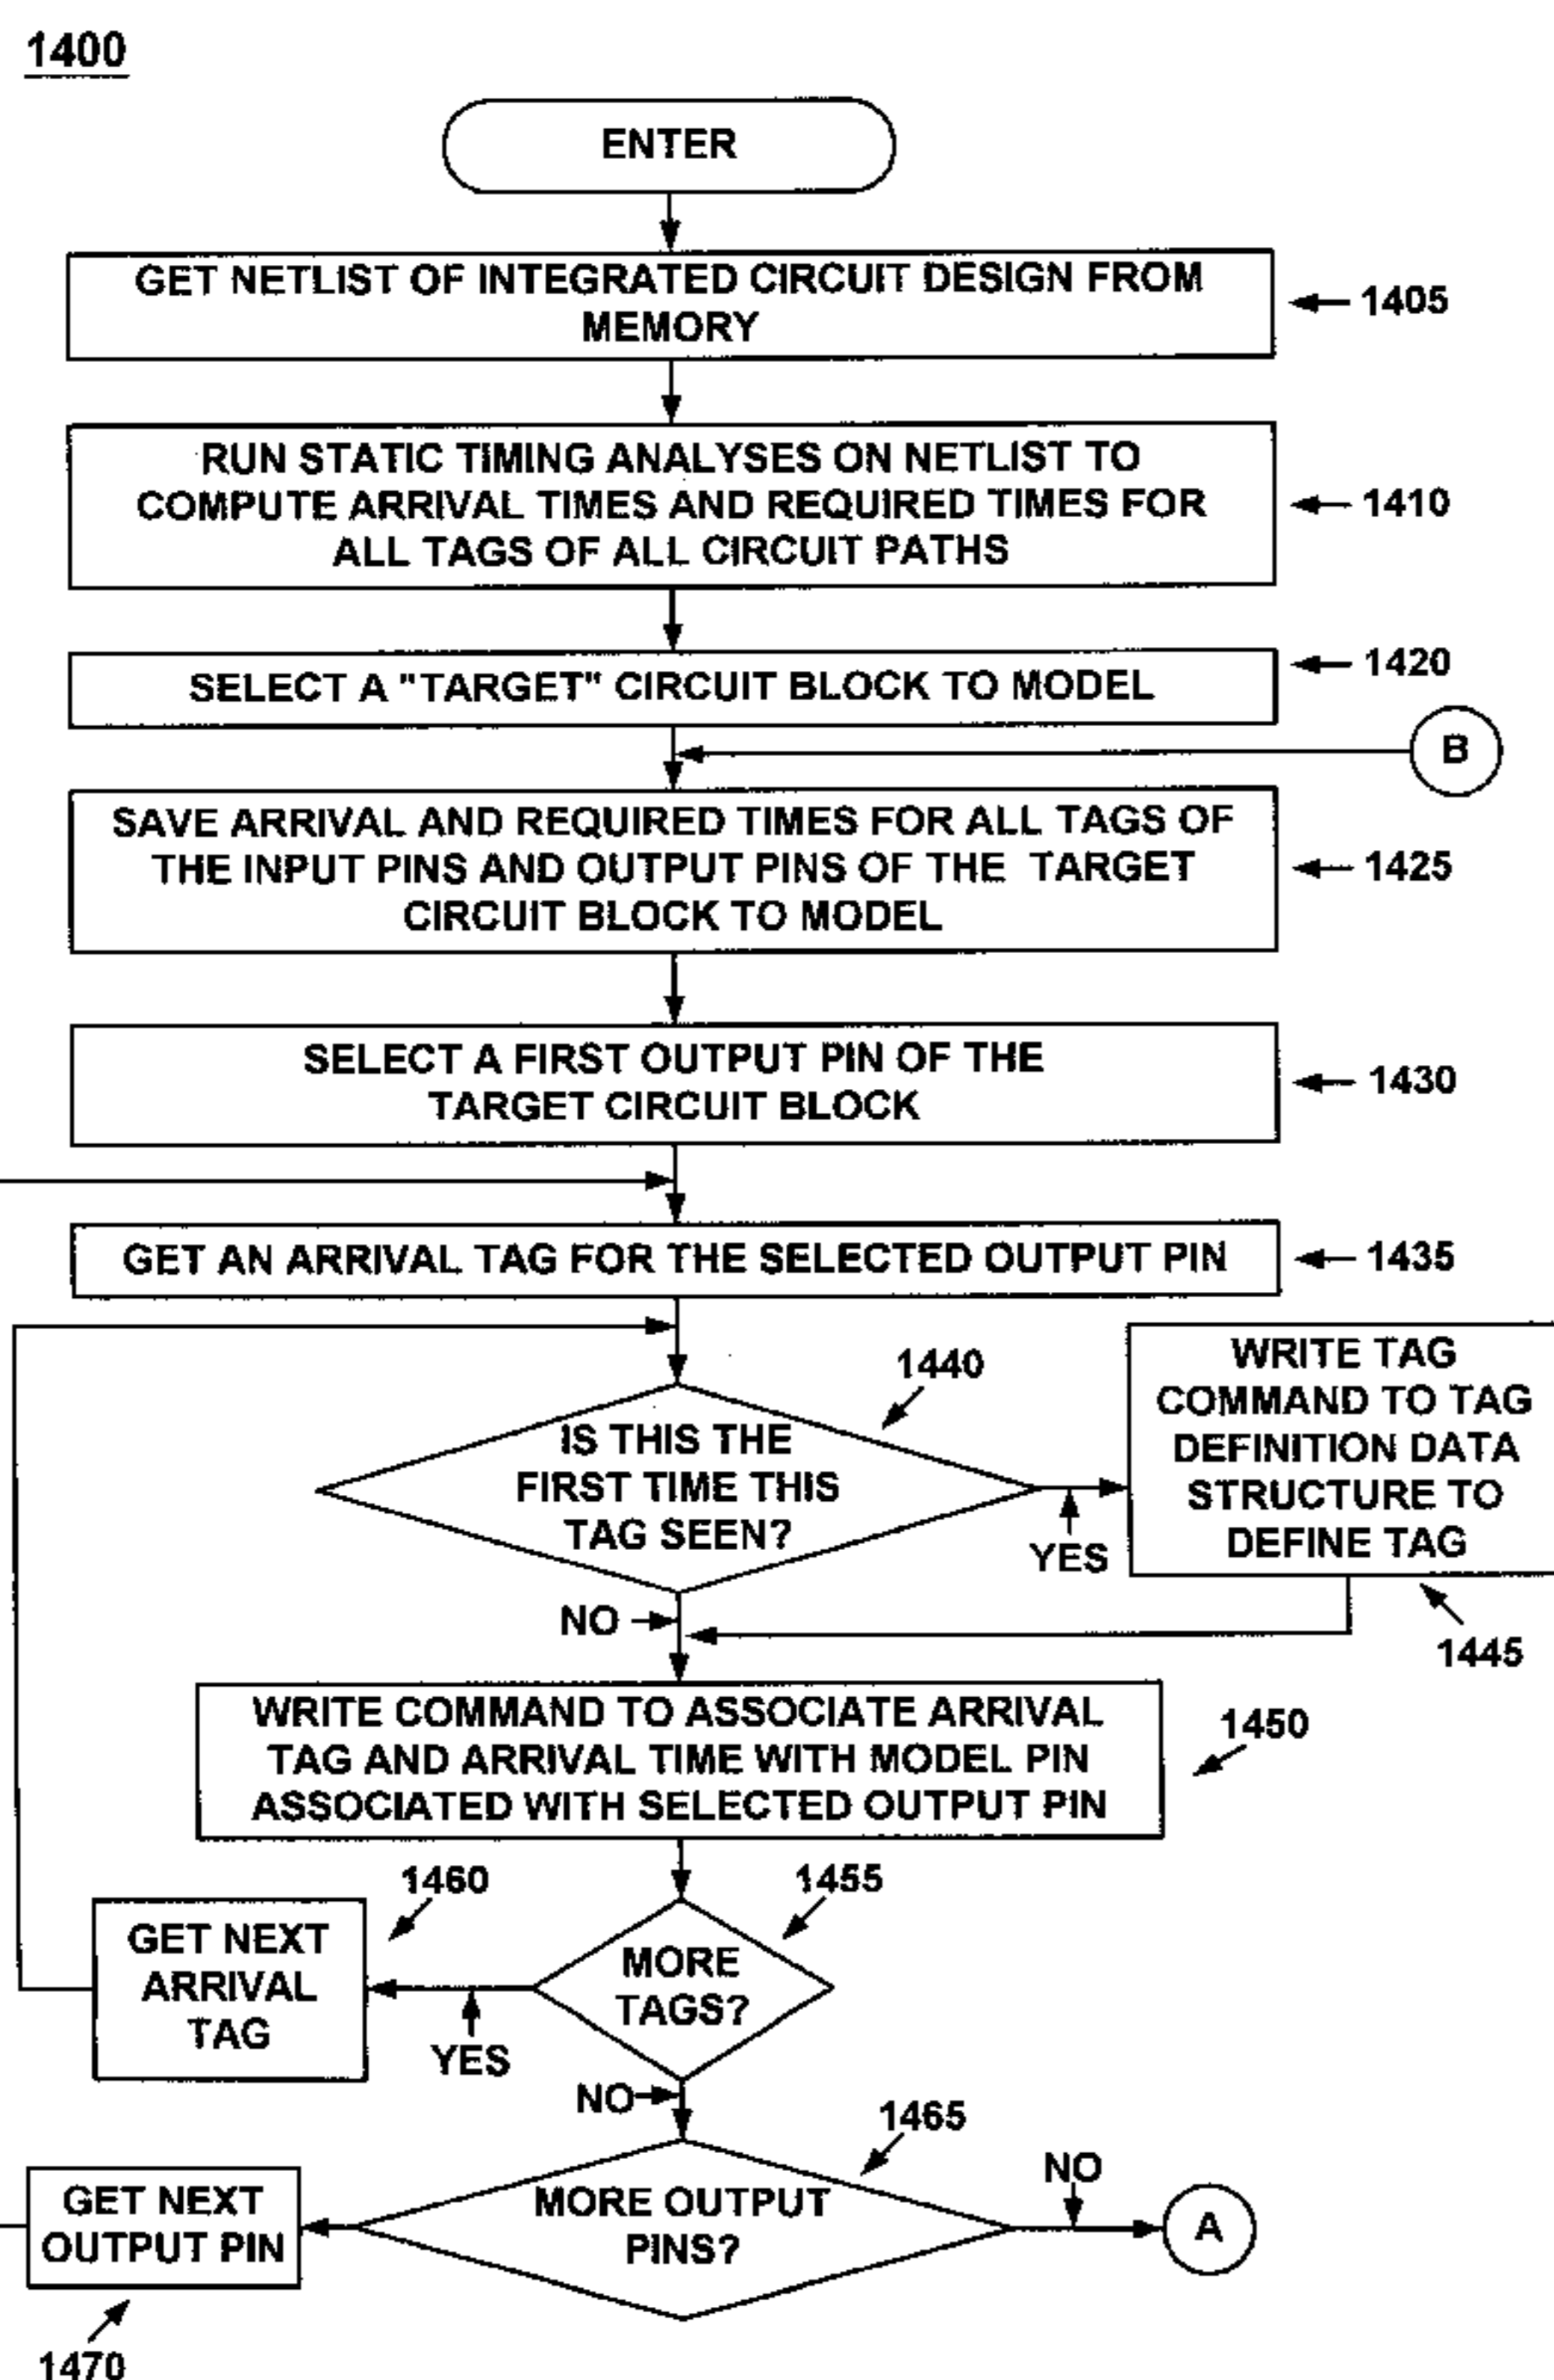 1400
ENTER
GET NETLIST OF INTEGRATED CIRCUIT DESIGN FROM
MEMORY
1405
RUN STATIC TIMING ANALYSES ON NETLIST TO
COMPUTE ARRIVAL TIMES AND REQUIRED TIMES FOR
ALL TAGS OF ALL CIRCUIT PATHS
1410
SELECT A "TARGET" CIRCUIT BLOCK TO MODEL
1420
B
SAVE ARRIVAL AND REQUIRED TIMES FOR ALL TAGS OF
THE INPUT PINS AND OUTPUT PINS OF THE TARGET
CIRCUIT BLOCK TO MODEL
1425
SELECT A FIRST OUTPUT PIN OF THE
TARGET CIRCUIT BLOCK
1430
GET AN ARRIVAL TAG FOR THE SELECTED OUTPUT PIN
1435
1440
IS THIS THE
FIRST TIME THIS
TAG SEEN?
YES
WRITE TAG
COMMAND TO TAG
DEFINITION DATA
STRUCTURE TO
DEFINE TAG
1445
NO
WRITE COMMAND TO ASSOCIATE ARRIVAL
TAG AND ARRIVAL TIME WITH MODEL PIN
ASSOCIATED WITH SELECTED OUTPUT PIN
1450
1460
GET NEXT
ARRIVAL
TAG
YES
1455
MORE
TAGS?
NO
1465
MORE OUTPUT
PINS?
NO
A
GET NEXT
OUTPUT PIN
1470